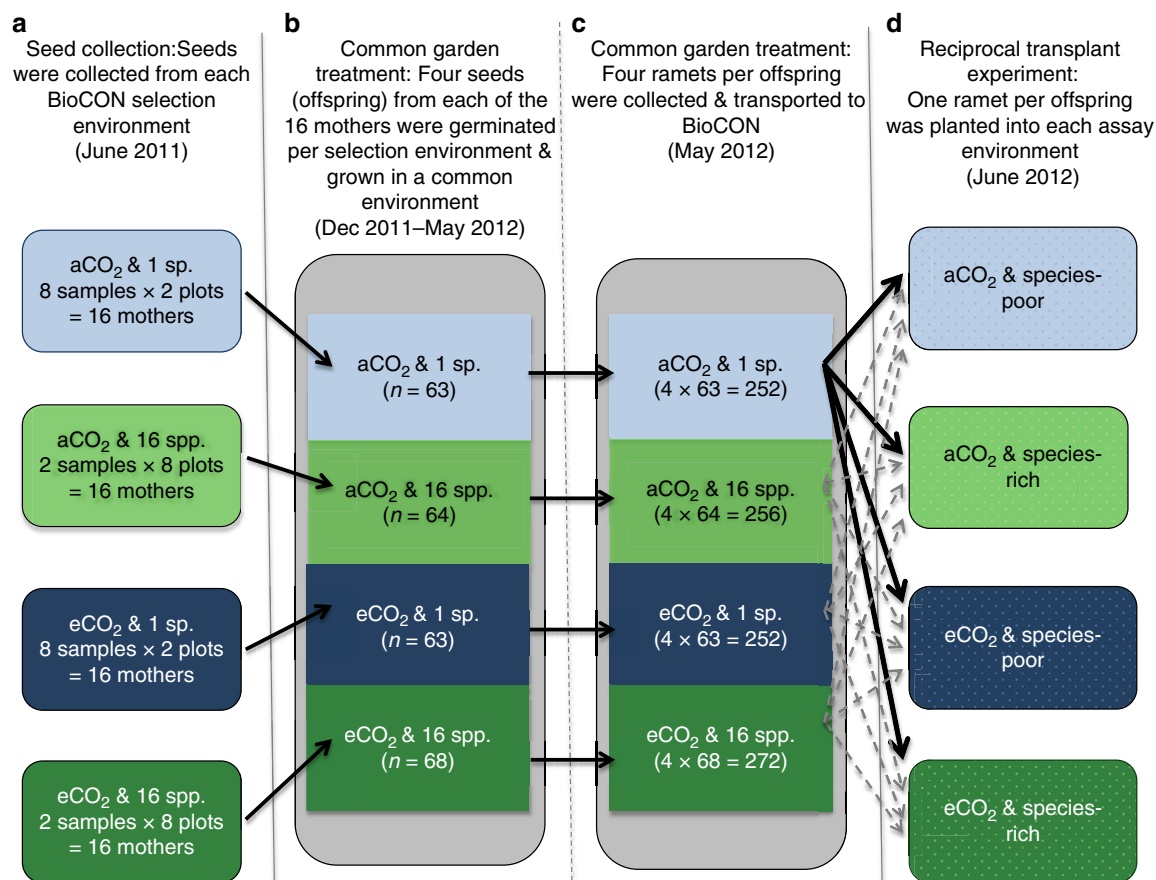 a
Seed collection:Seeds
were collected from each
BioCON selection
environment
(June 2011)
aCO₂ & 1 sp.
8 samples × 2 plots
= 16 mothers
aCO₂ & 16 spp.
2 samples × 8 plots
= 16 mothers
eCO₂ & 1 sp.
8 samples × 2 plots
= 16 mothers
eCO₂ & 16 spp.
2 samples × 8 plots
= 16 mothers
b
Common garden
treatment: Four seeds
(offspring) from each of the
16 mothers were germinated
per selection environment &
grown in a common
environment
(Dec 2011–May 2012)
aCO₂ & 1 sp.
(n = 63)
aCO₂ & 16 spp.
(n = 64)
eCO₂ & 1 sp.
(n = 63)
eCO₂ & 16 spp.
(n = 68)
c
Common garden treatment:
Four ramets per offspring
were collected & transported to
BioCON
(May 2012)
aCO₂ & 1 sp.
(4 × 63 = 252)
aCO₂ & 16 spp.
(4 × 64 = 256)
eCO₂ & 1 sp.
(4 × 63 = 252)
eCO₂ & 16 spp.
(4 × 68 = 272)
d
Reciprocal transplant
experiment:
One ramet per offspring
was planted into each assay
environment
(June 2012)
aCO₂ & species-
poor
aCO₂ & species-
rich
eCO₂ & species-
poor
eCO₂ & species-
rich